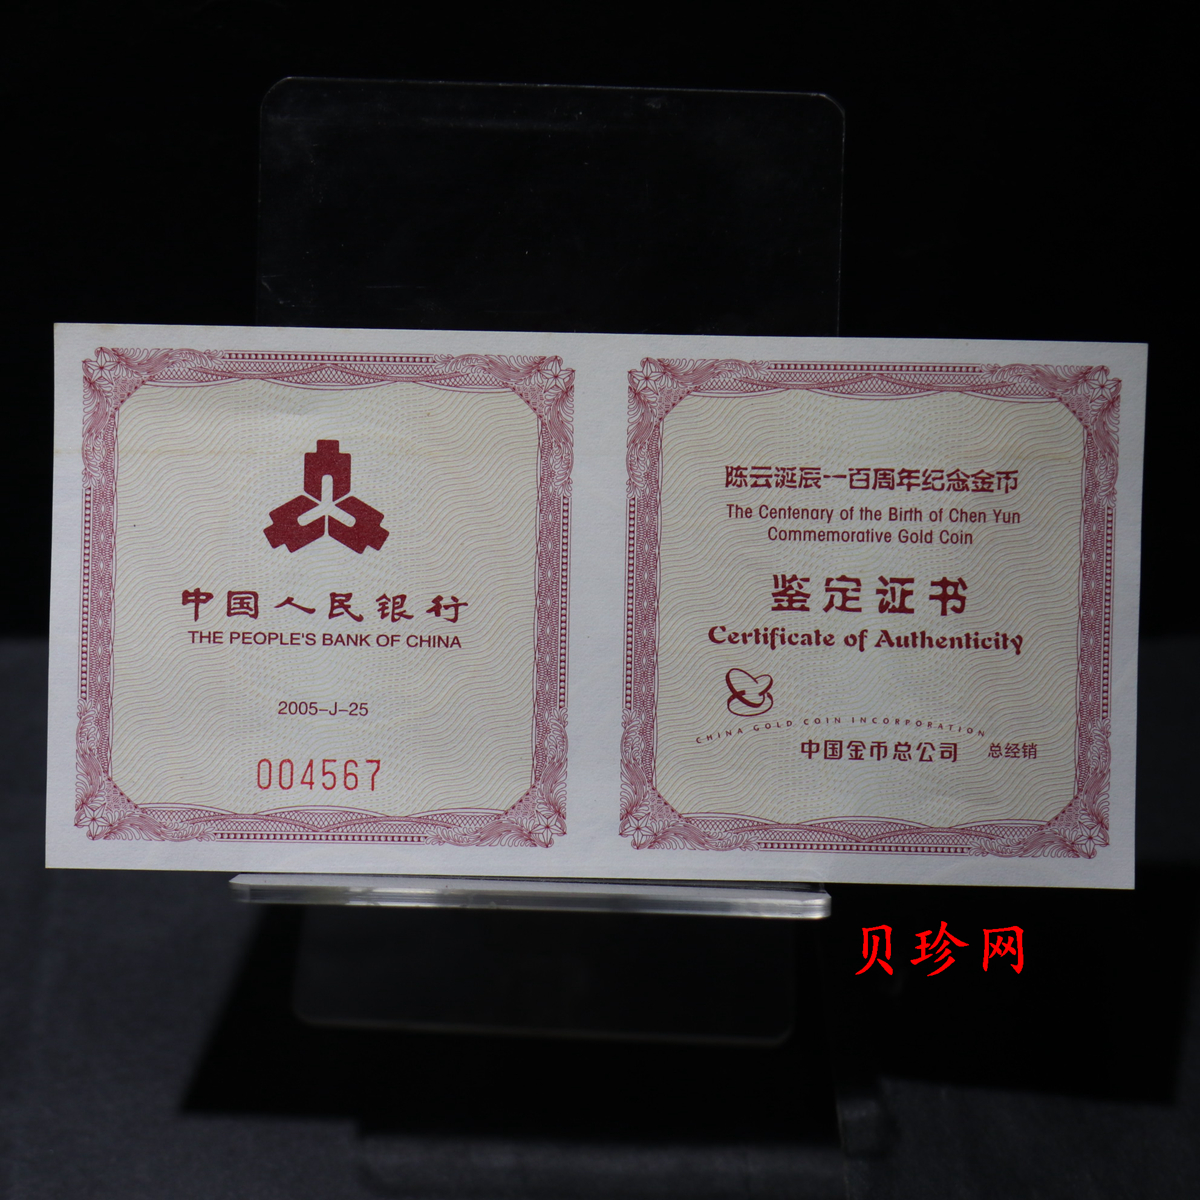 中国人民银行
THE PEOPLE'S BANK OF CHINA
2005-J-25
004567
陈云诞辰一百周年纪念金币
The Centenary of the Birth of Chen Yun
Commemorative Gold Coin
鉴定证书
Certificate of Authenticity
CHINA GOLD COIN INCORPORATION
中国金币总公司 总经销
贝珍网